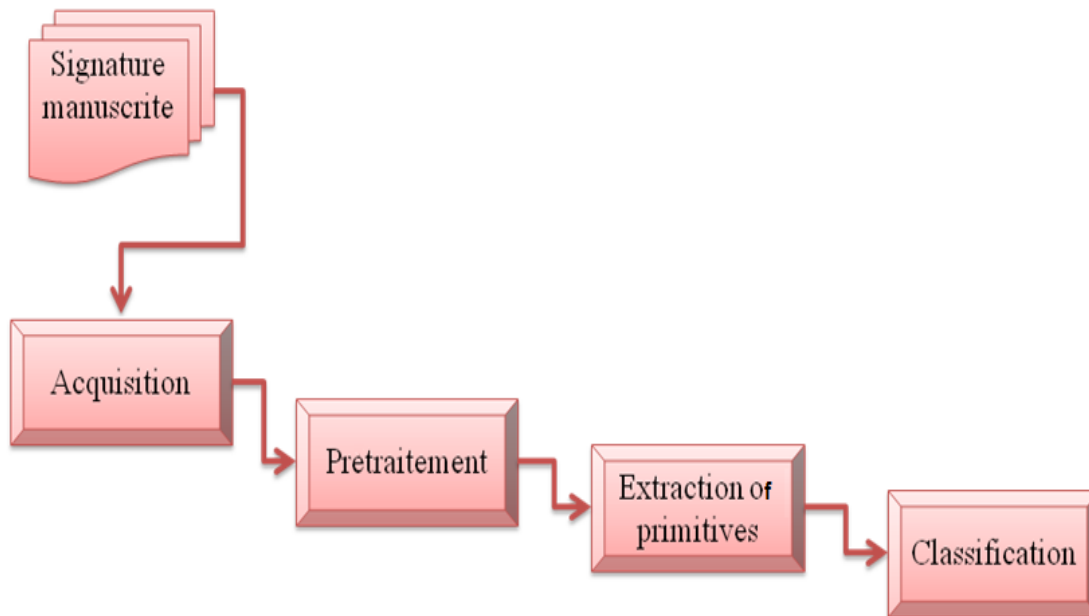 Signature
manuscrite
Acquisition
Pretraitement
Extraction of
primitives
Classification